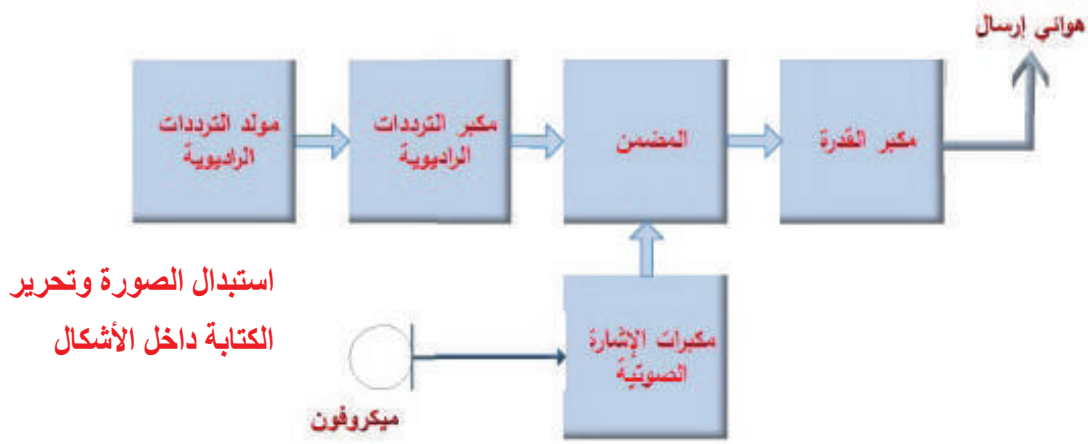 هوائي إرسال
مولد الترددات
الراديوية
مكبر الترددات
الراديوية
المضمن
مكبر القدرة
استبدال الصورة وتحرير
الكتابة داخل الأشكال
مكبرات الإشارة
الصوتية
ميكروفون